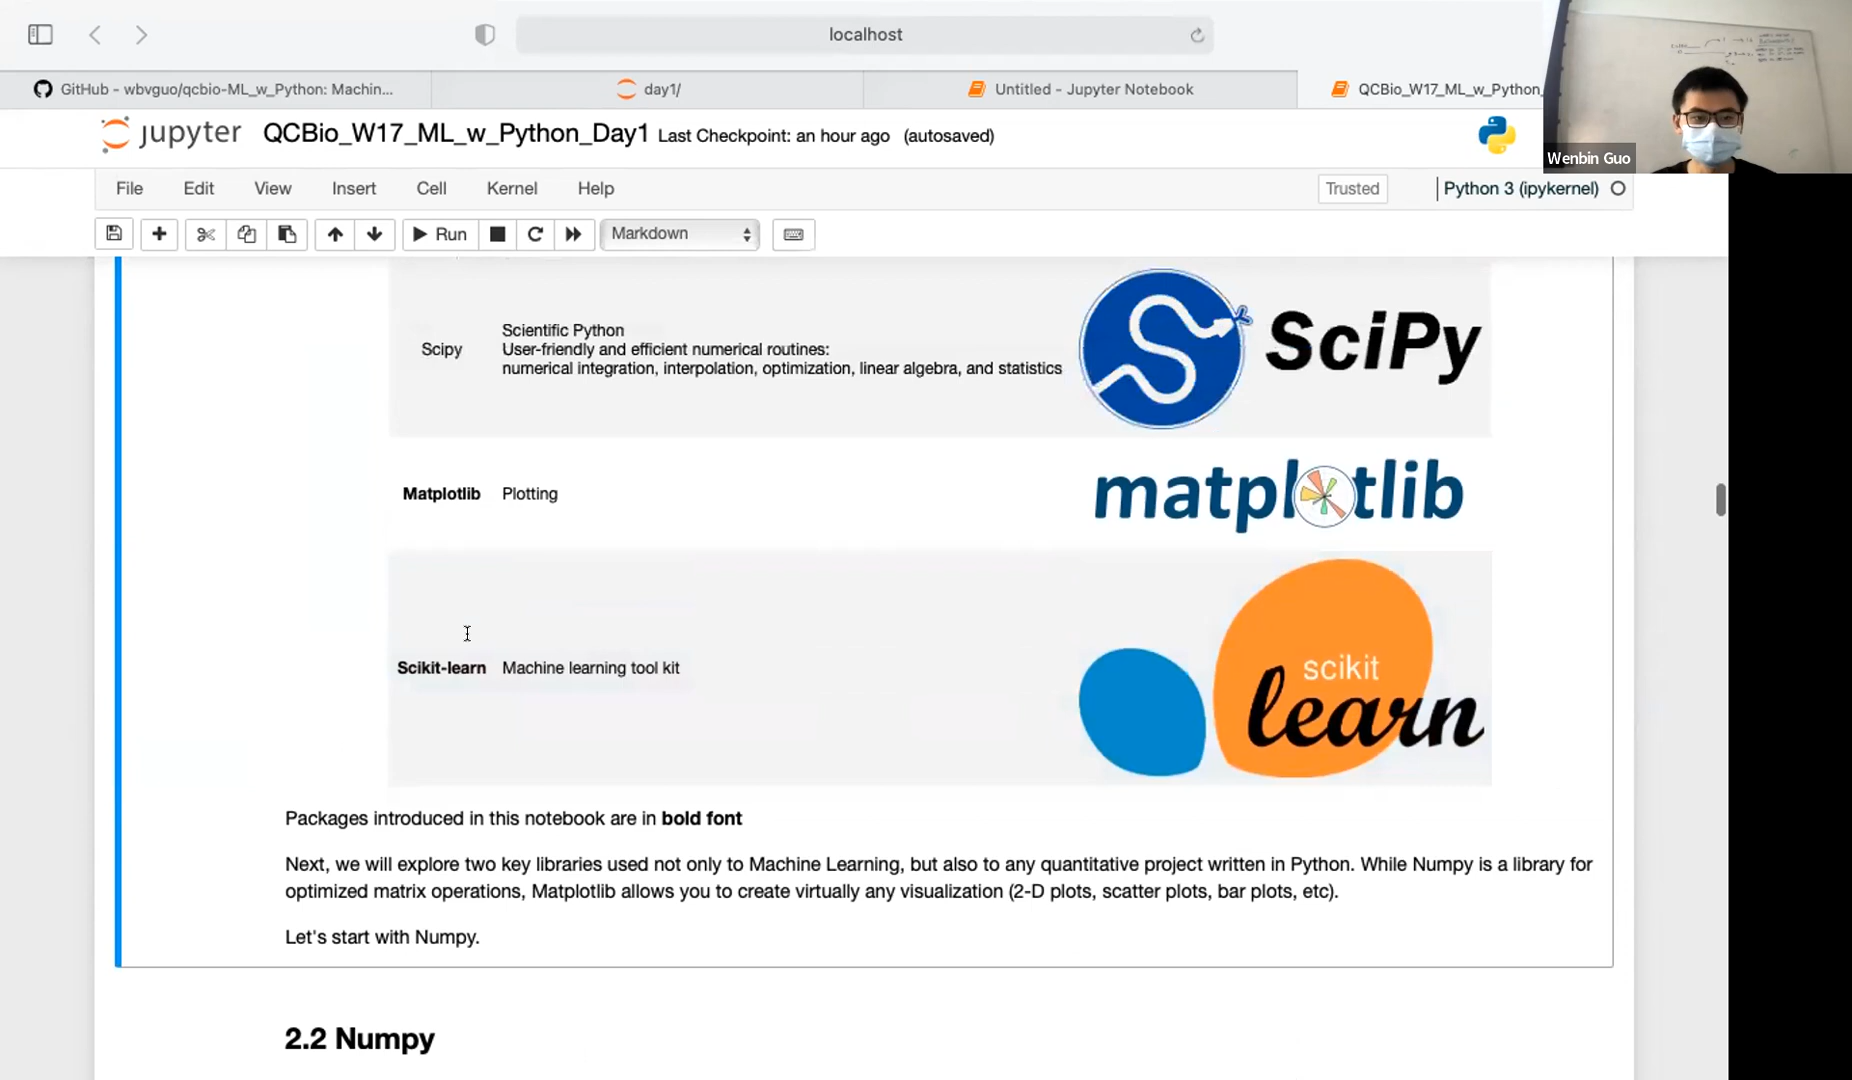 localhost
GitHub - wbvguo/qcbio-ML_w_Python: Machin...
day1/
Untitled - Jupyter Notebook
QCBio_W17_ML_w_Python_
Wenbin Guo
jupyter QCBio_W17_ML_w_Python_Day1 Last Checkpoint: an hour ago (autosaved)
File Edit View Insert Cell Kernel Help
Trusted
Python 3 (ipykernel)
Run
Markdown
Scipy
Scientific Python
User-friendly and efficient numerical routines:
numerical integration, interpolation, optimization, linear algebra, and statistics
SciPy
Matplotlib
Plotting
matplotlib
Scikit-learn
Machine learning tool kit
scikit
learn
Packages introduced in this notebook are in bold font
Next, we will explore two key libraries used not only to Machine Learning, but also to any quantitative project written in Python. While Numpy is a library for
optimized matrix operations, Matplotlib allows you to create virtually any visualization (2-D plots, scatter plots, bar plots, etc).
Let's start with Numpy.
2.2 Numpy